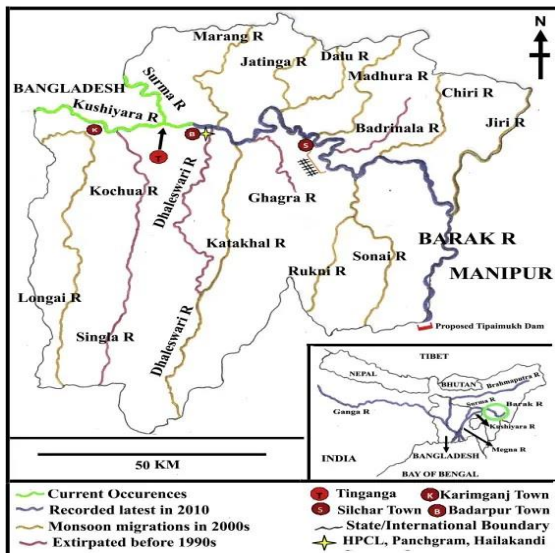 Marang R
Jatinga R
Dalu R
Madhura R
Chiri R
Jiri R
BANGLADESH
Surma R
Kushiyara R
Badrinala R
K
B
S
T
Kochua R
Dhaleswari R
Ghagra R
Katakhal R
BARAK R
MANIPUR
Longai R
Singla R
Dhaleswari R
Rukni R
Sonai R
Proposed Tipaimukh Dam
N
TIBET
NEPAL
BHUTAN
Brahmaputra R
Surma R
Barak R
Ganga R
Kushiyara R
Megna R
INDIA
BANGLADESH
BAY OF BENGAL
50 KM
Current Occurences
Recorded latest in 2010
Monsoon migrations in 2000s
Extirpated before 1990s
T Tinganga
K Karimganj Town
S Silchar Town
B Badarpur Town
State/International Boundary
HPCL, Panchgram, Hailakandi